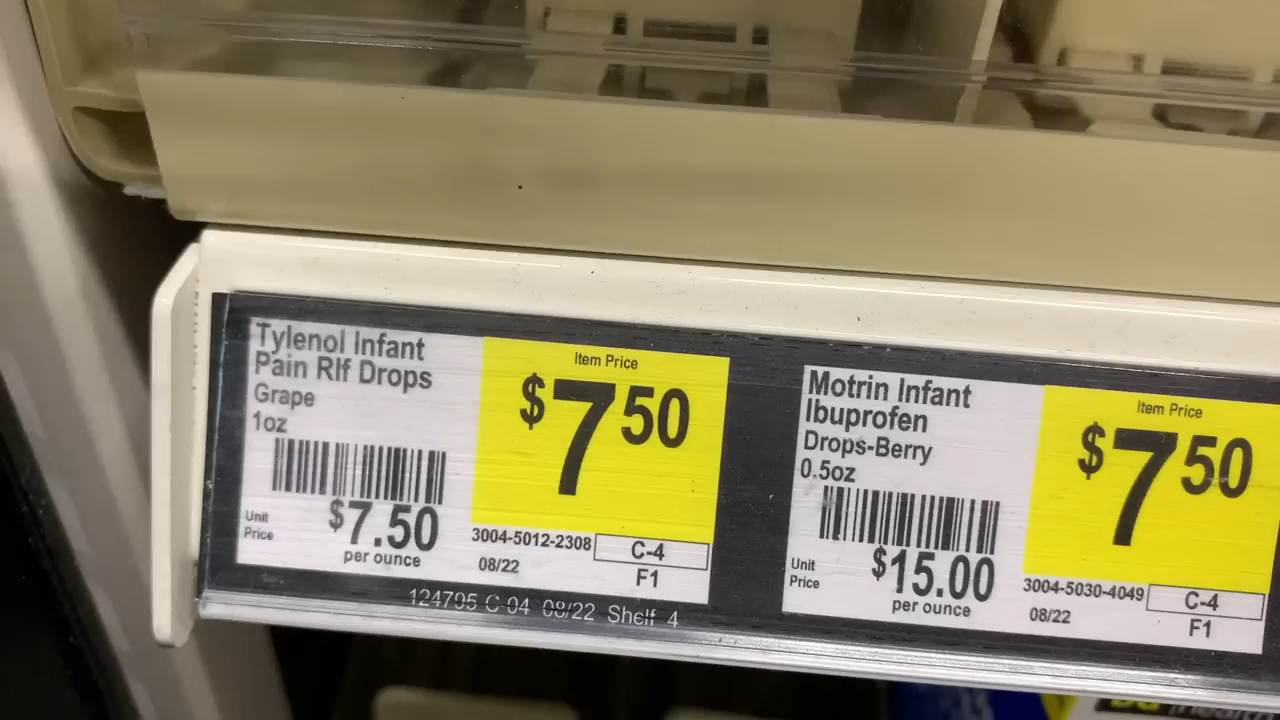 Tylenol Infant
Pain Rlf Drops
Grape
1oz
Unit
Price
$7.50
per ounce
Item Price
$7 50
3004-5012-2308
C-4
08/22
F1
124795 C-04 08/22 Shelf 4
Motrin Infant
Ibuprofen
Drops-Berry
0.5oz
Unit
Price
$15.00
per ounce
Item Price
$7 50
3004-5030-4049
C-4
08/22
F1